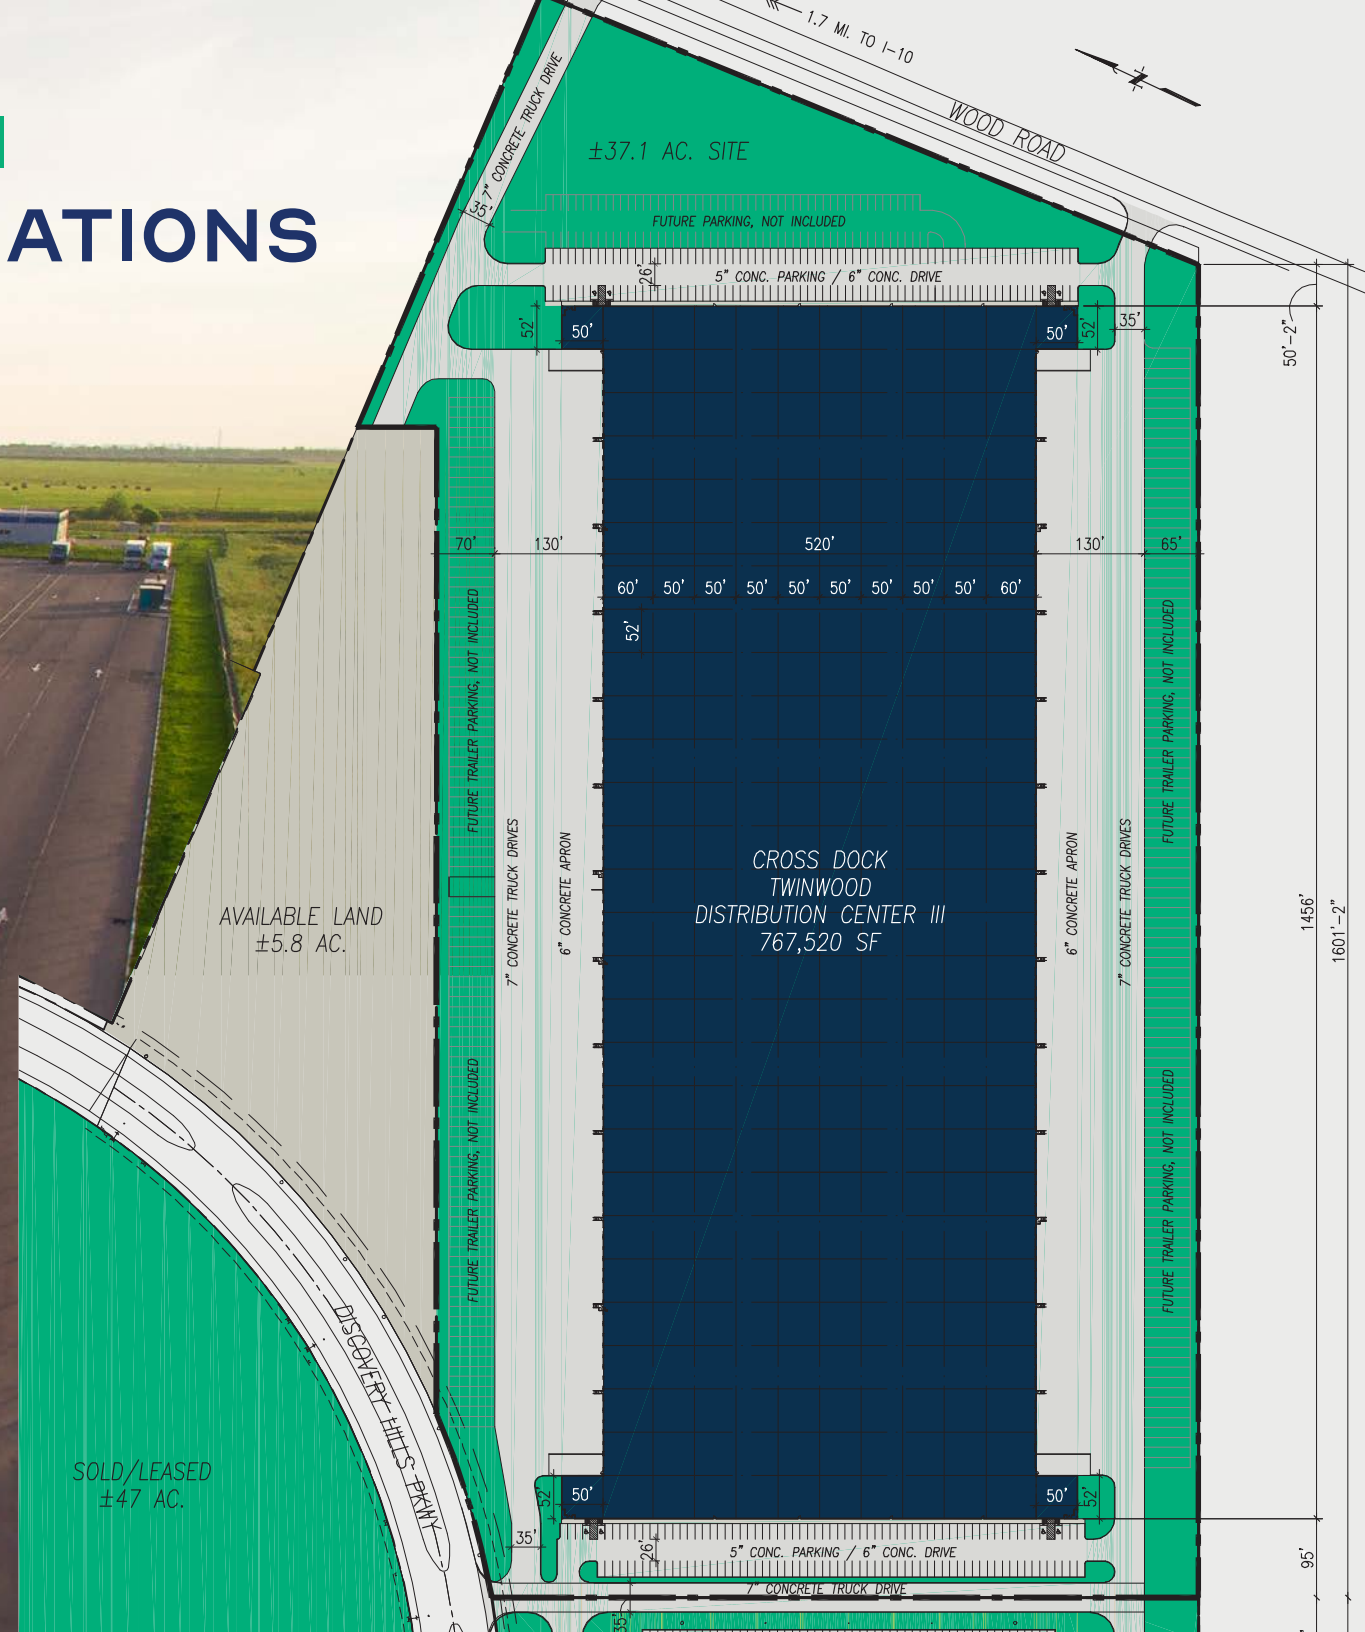 1.7 MI. TO I-10
WOOD ROAD
Z
ATIONS
7" CONCRETE TRUCK DRIVE
35'
±37.1 AC. SITE
FUTURE PARKING, NOT INCLUDED
26'
5" CONC. PARKING / 6" CONC. DRIVE
52'
50'
50'
52'
35'
50'-2"
70'
130'
520'
130'
65'
60'
50'
50'
50'
50'
50'
50'
50'
50'
60'
52'
FUTURE TRAILER PARKING, NOT INCLUDED
FUTURE TRAILER PARKING, NOT INCLUDED
7" CONCRETE TRUCK DRIVES
6" CONCRETE APRON
CROSS DOCK
TWINWOOD
DISTRIBUTION CENTER III
767,520 SF
6" CONCRETE APRON
7" CONCRETE TRUCK DRIVES
1456'
1601'-2"
AVAILABLE LAND
±5.8 AC.
FUTURE TRAILER PARKING, NOT INCLUDED
FUTURE TRAILER PARKING, NOT INCLUDED
DISCOVERY HILLS PKWY
SOLD/LEASED
±47 AC.
52'
50'
50'
52'
35'
26'
5" CONC. PARKING / 6" CONC. DRIVE
95'
7" CONCRETE TRUCK DRIVE
35'